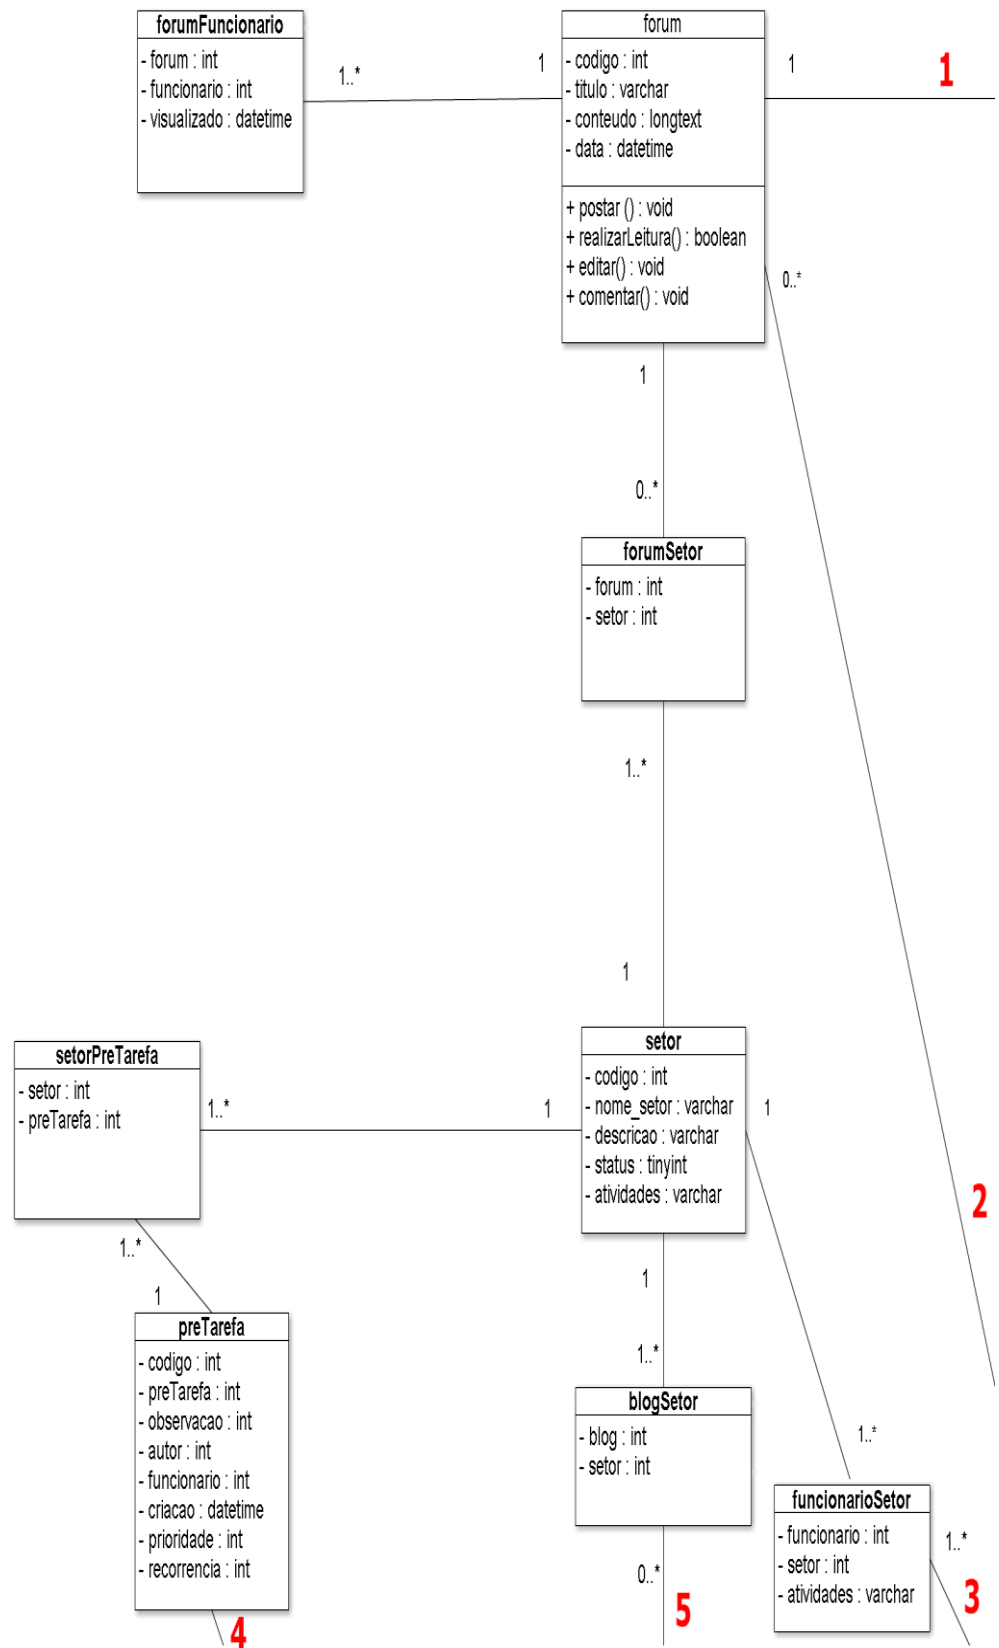 forumFuncionario
- forum : int
- funcionario : int
- visualizado : datetime
1..*
1
forum
- codigo : int
- titulo : varchar
- conteudo : longtext
- data : datetime
+ postar () : void
+ realizarLeitura() : boolean
+ editar() : void
+ comentar() : void
1
1
0..*
1
0..*
forumSetor
- forum : int
- setor : int
1..*
1
setor
- codigo : int
- nome_setor : varchar
- descricao : varchar
- status : tinyint
- atividades : varchar
setorPreTarefa
- setor : int
- preTarefa : int
1..*
1
1
2
1..*
1
preTarefa
- codigo : int
- preTarefa : int
- observacao : int
- autor : int
- funcionario : int
- criacao : datetime
- prioridade : int
- recorrencia : int
4
1
1..*
blogSetor
- blog : int
- setor : int
0..*
5
1..*
funcionarioSetor
- funcionario : int
- setor : int
- atividades : varchar
1..*
3